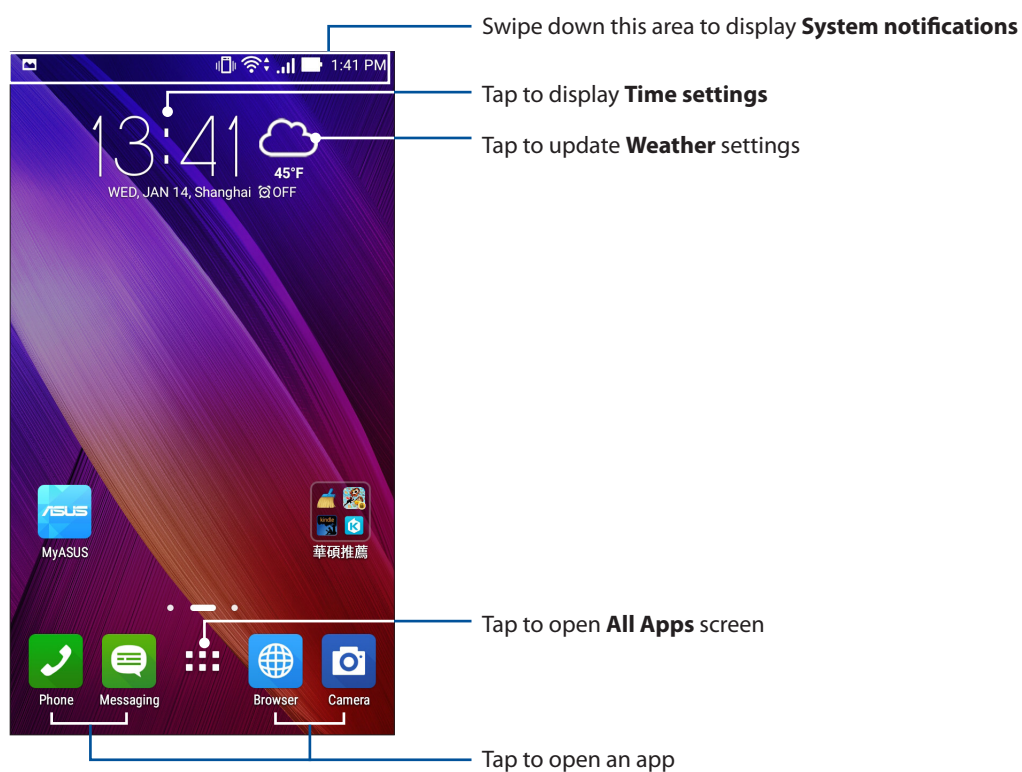 Swipe down this area to display System notifications
1:41 PM
Tap to display Time settings
13:41
Tap to update Weather settings
45°F
WED, JAN 14, Shanghai OFF
ASUS
kindle
MyASUS
華碩推薦
Tap to open All Apps screen
Phone Messaging Browser Camera
Tap to open an app